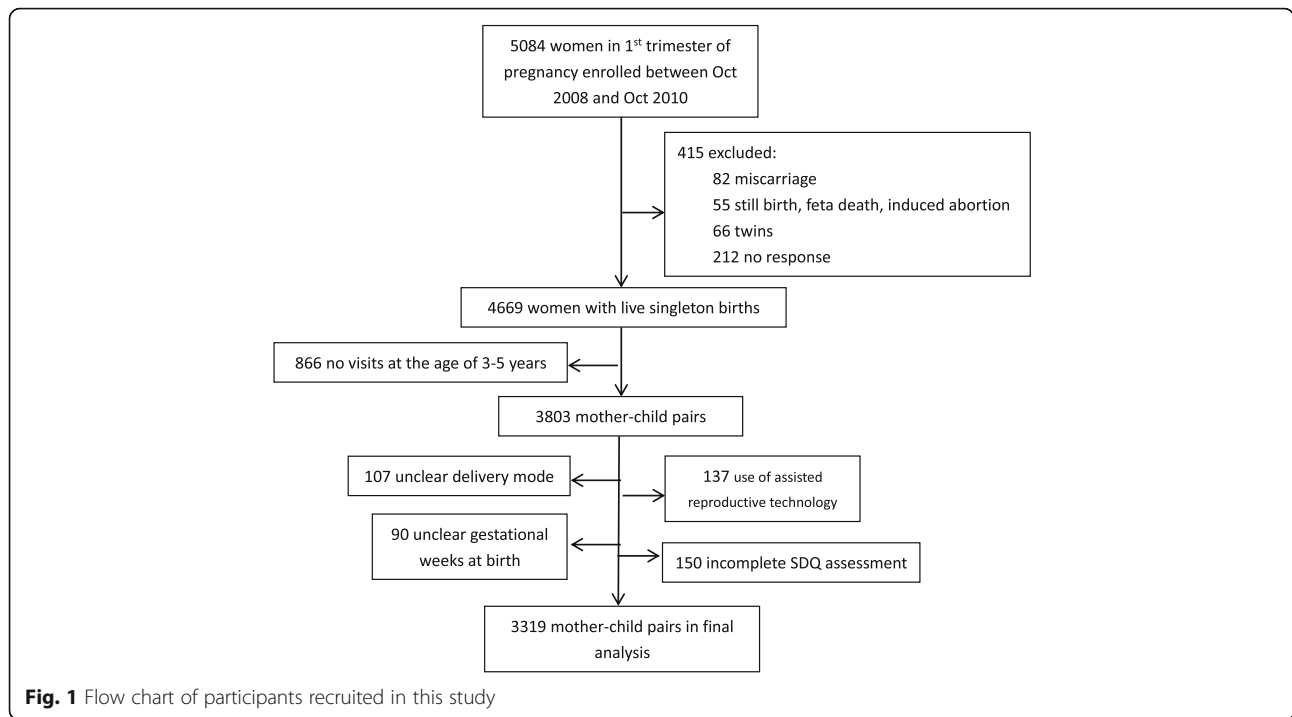 5084 women in 1st trimester of
pregnancy enrolled between Oct
2008 and Oct 2010
415 excluded:
82 miscarriage
55 still birth, feta death, induced abortion
66 twins
212 no response
4669 women with live singleton births
866 no visits at the age of 3-5 years
3803 mother-child pairs
107 unclear delivery mode
137 use of assisted
reproductive technology
90 unclear gestational
weeks at birth
150 incomplete SDQ assessment
3319 mother-child pairs in final
analysis
Fig. 1 Flow chart of participants recruited in this study